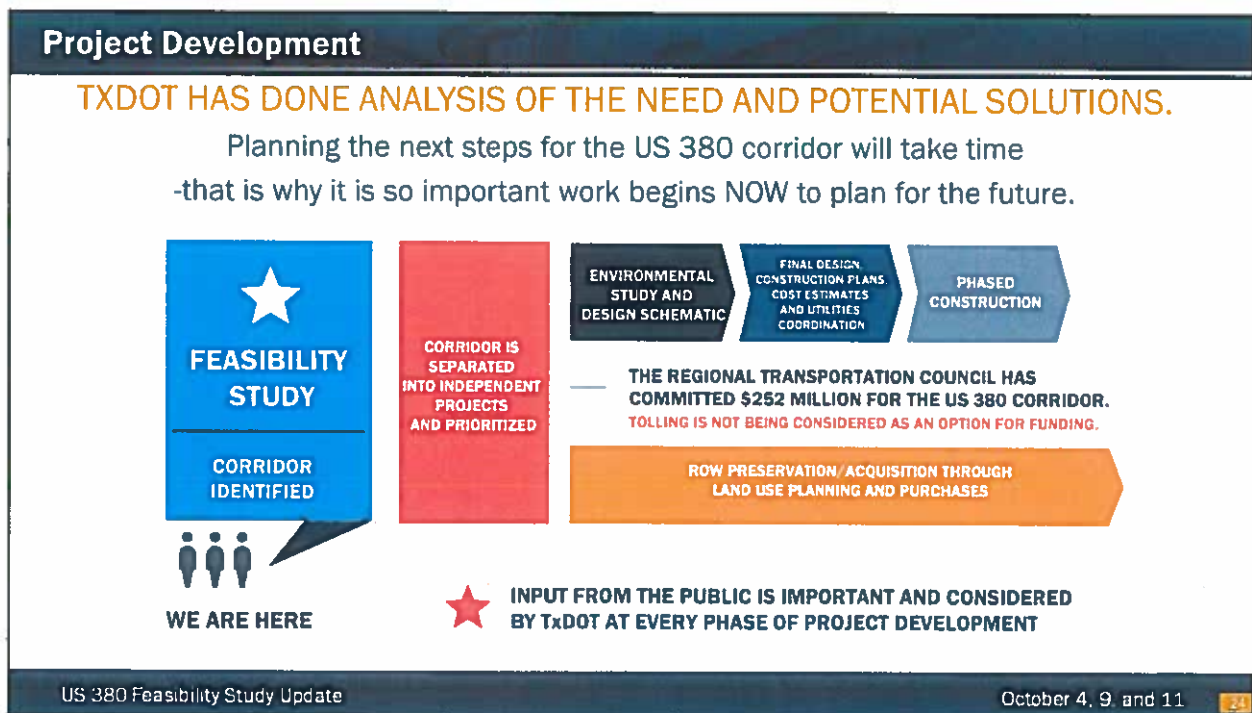 Project Development
TXDOT HAS DONE ANALYSIS OF THE NEED AND POTENTIAL SOLUTIONS.
Planning the next steps for the US 380 corridor will take time
-that is why it is so important work begins NOW to plan for the future.
FEASIBILITY
STUDY
CORRIDOR
IDENTIFIED
WE ARE HERE
CORRIDOR IS
SEPARATED
INTO INDEPENDENT
PROJECTS
AND PRIORITIZED
ENVIRONMENTAL
STUDY AND
DESIGN SCHEMATIC
FINAL DESIGN,
CONSTRUCTION PLANS,
COST ESTIMATES
AND UTILITIES
COORDINATION
PHASED
CONSTRUCTION
THE REGIONAL TRANSPORTATION COUNCIL HAS
COMMITTED $252 MILLION FOR THE US 380 CORRIDOR.
TOLLING IS NOT BEING CONSIDERED AS AN OPTION FOR FUNDING.
ROW PRESERVATION/ACQUISITION THROUGH
LAND USE PLANNING AND PURCHASES
INPUT FROM THE PUBLIC IS IMPORTANT AND CONSIDERED
BY TxDOT AT EVERY PHASE OF PROJECT DEVELOPMENT
US 380 Feasibility Study Update
October 4, 9, and 11
24